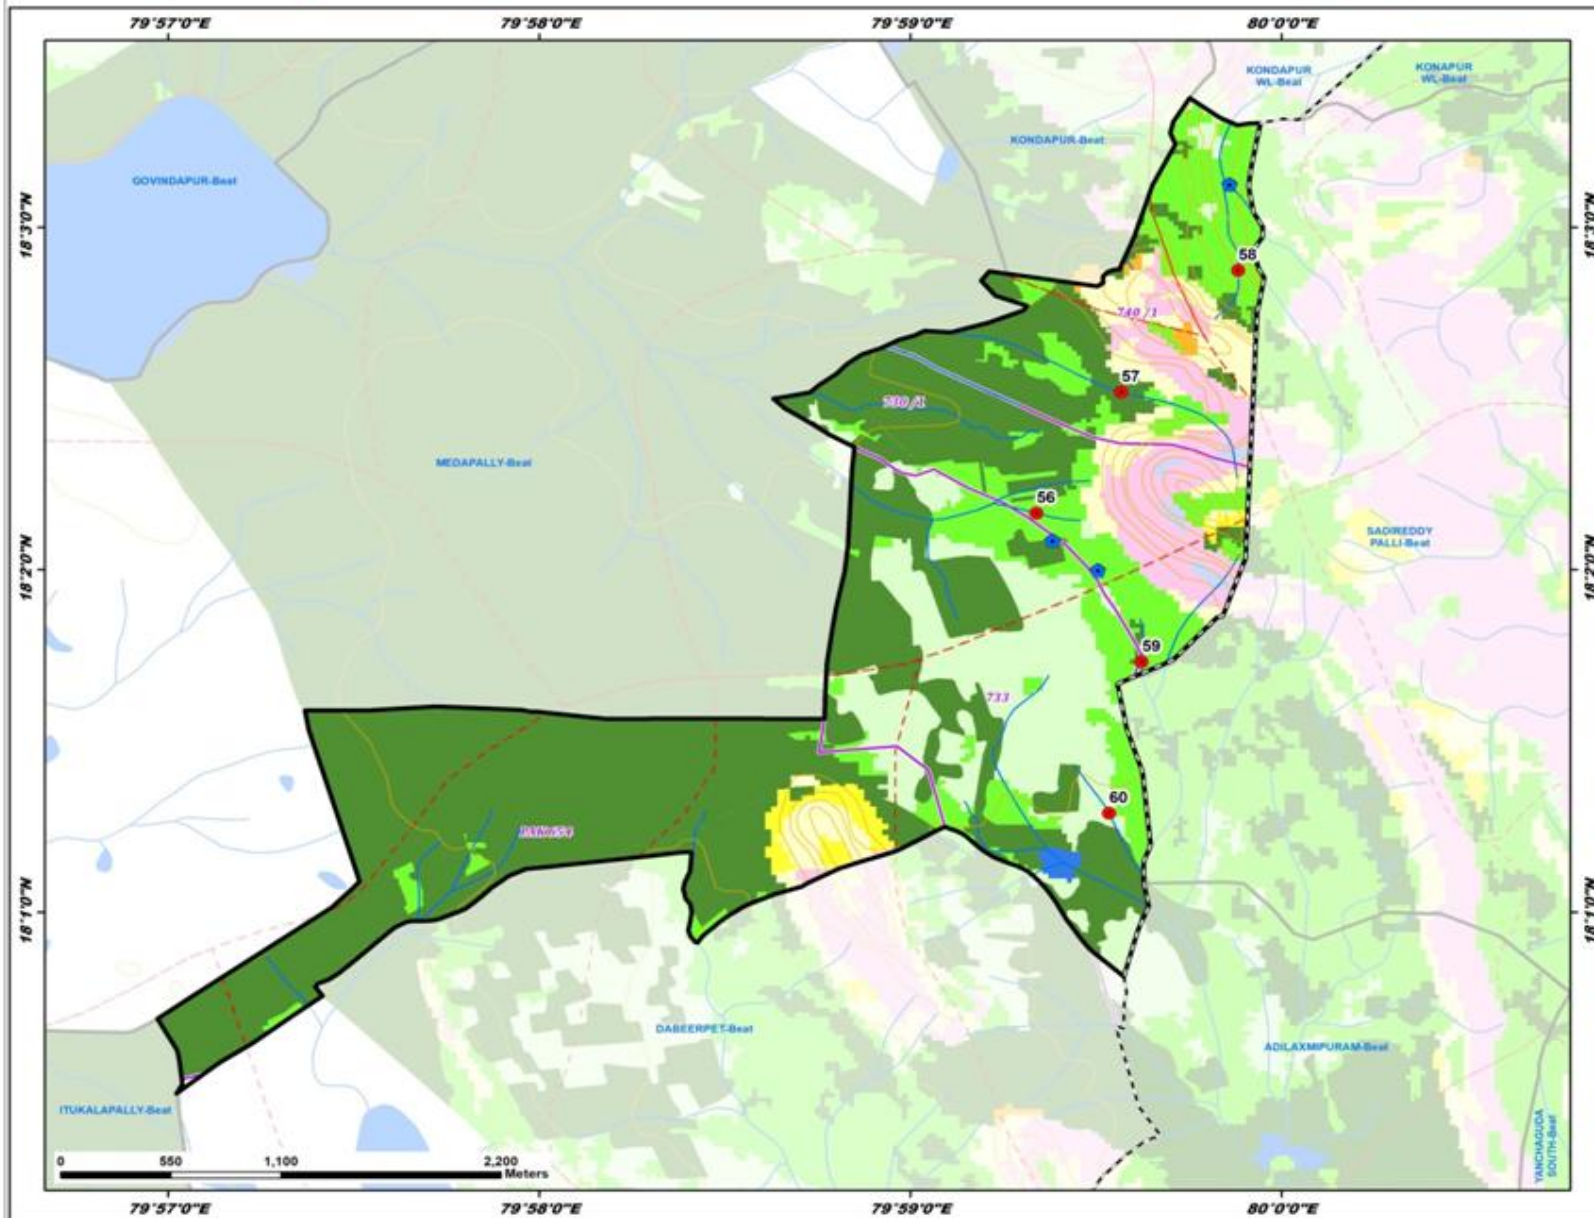 79°57'0"E 79°58'0"E 79°59'0"E 80°0'0"E
KONDAPUR
WL-Beat
KONAPUR
WL-Beat
KONDAPUR-Beat
GOVINDAPUR-Beat
18°3'0"N 18°3'0"N
58
740 /1
57
730/1
MEDAPALLY-Beat
56
SADIREDDY
PALLI-Beat
18°2'0"N 18°2'0"N
59
733
60
18°1'0"N 18°1'0"N
DABEERPET-Beat
ADILAXMIPURAM-Beat
ITUKALAPALLY-Beat
YANCHAGUDA
SOUTH-Beat
0 550 1,100 2,200
Meters
79°57'0"E 79°58'0"E 79°59'0"E 80°0'0"E